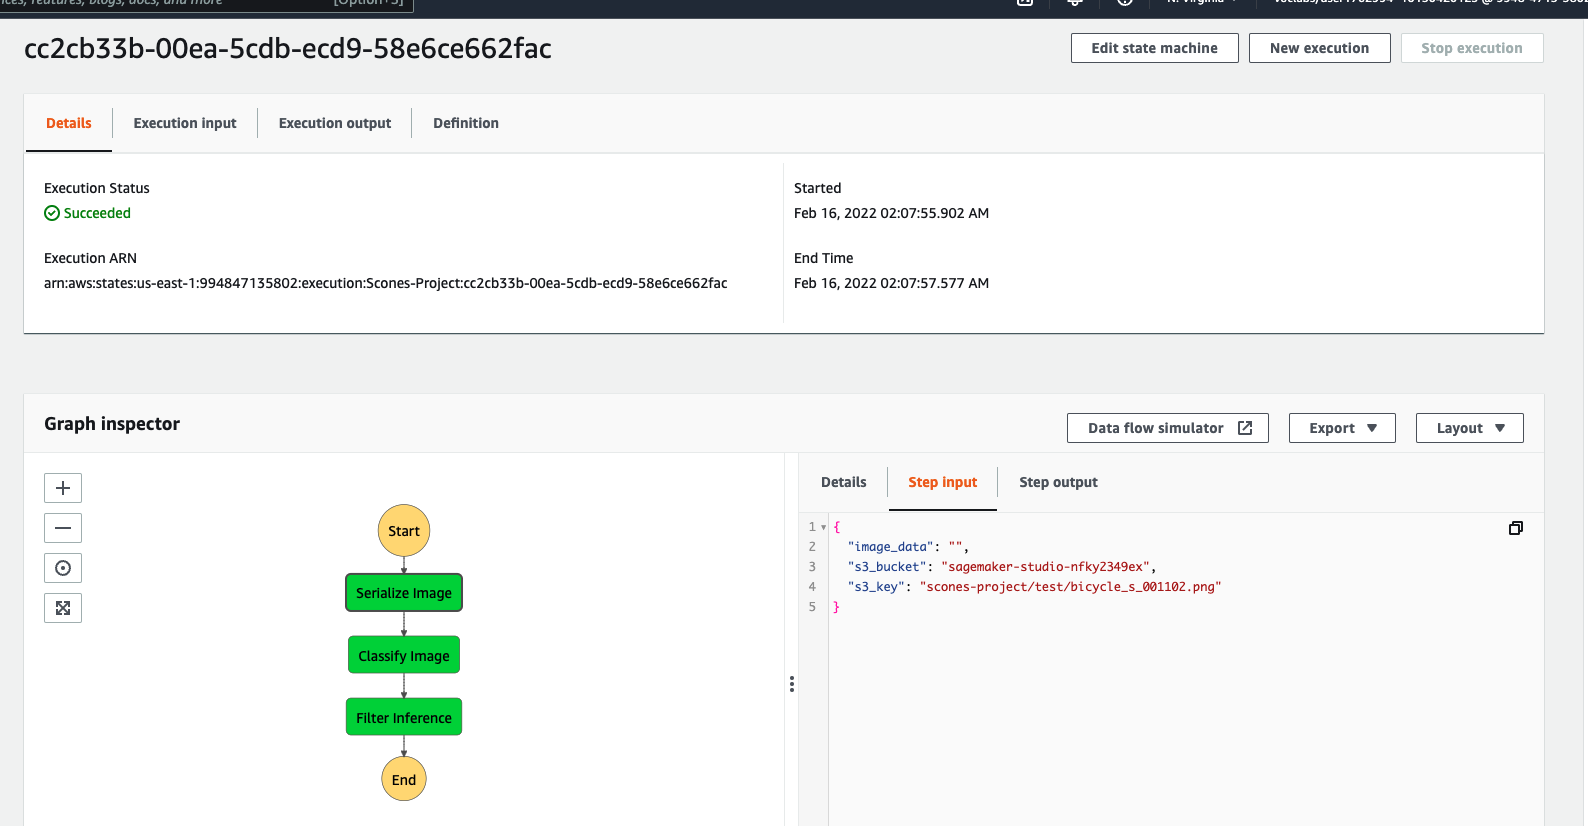 [Option+S]
cc2cb33b-00ea-5cdb-ecd9-58e6ce662fac
Edit state machine
New execution
Stop execution
Details
Execution input
Execution output
Definition
Execution Status
Succeeded
Execution ARN
arn:aws:states:us-east-1:994847135802:execution:Scones-Project:cc2cb33b-00ea-5cdb-ecd9-58e6ce662fac
Started
Feb 16, 2022 02:07:55.902 AM
End Time
Feb 16, 2022 02:07:57.577 AM
Graph inspector
Data flow simulator
Export
Layout
Start
Serialize Image
Classify Image
Filter Inference
End
Details
Step input
Step output
1 {
2 "image_data": "",
3 "s3_bucket": "sagemaker-studio-nfky2349ex",
4 "s3_key": "scones-project/test/bicycle_s_001102.png"
5 }